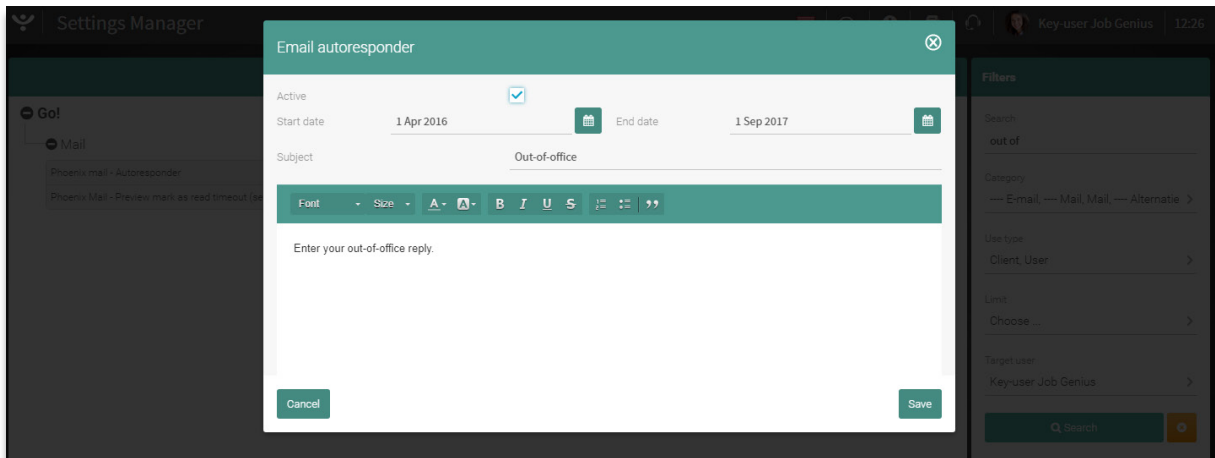 Settings Manager
Key-user Job Genius
12:26
Email autoresponder
Active
Start date
1 Apr 2016
End date
1 Sep 2017
Subject
Out-of-office
Font
Size
A
A
B I U S
Enter your out-of-office reply.
Cancel
Save
Go!
Mail
Phoenix mail - Autoresponder
Phoenix Mail - Preview mark as read timeout (se
Filters
Search
out of
Category
---- E-mail, ---- Mail, Mail, ---- Alternatie
Use type
Client, User
Limit
Choose ...
Target user
Key-user Job Genius
Search